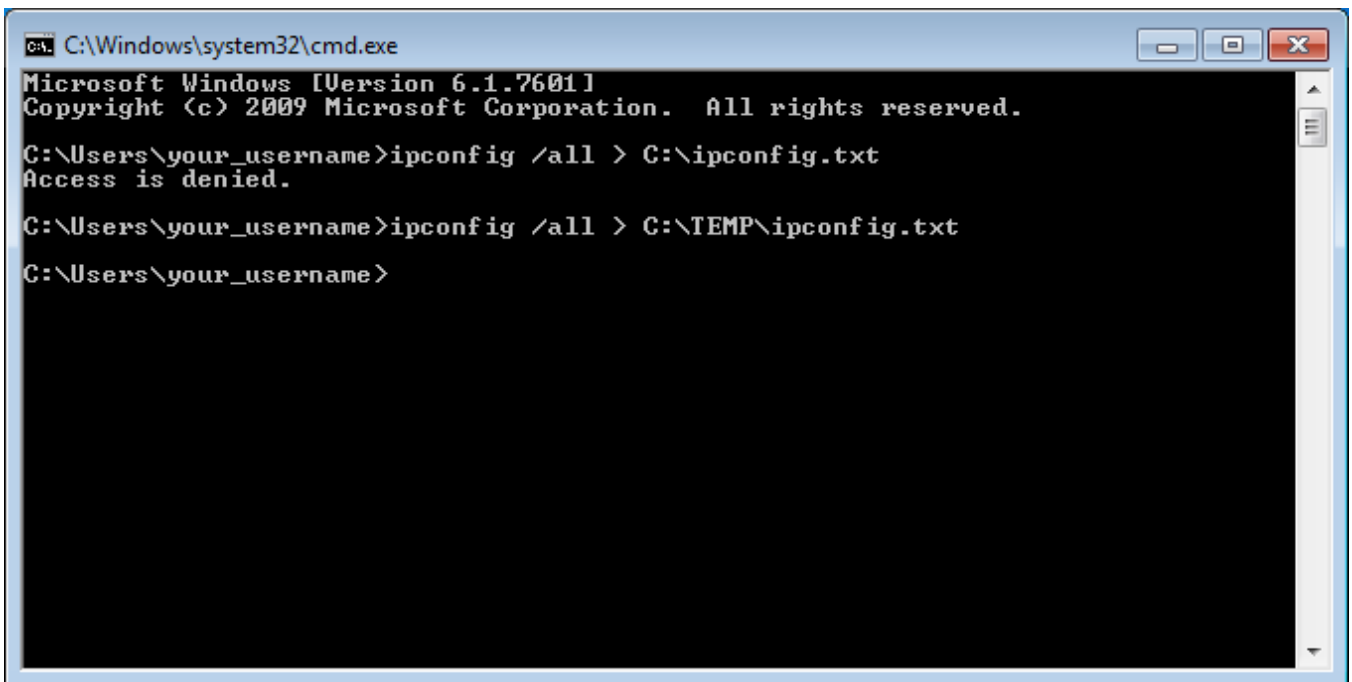 C:\Windows\system32\cmd.exe
Microsoft Windows [Version 6.1.7601]
Copyright (c) 2009 Microsoft Corporation.  All rights reserved.
C:\Users\your_username>ipconfig /all > C:\ipconfig.txt
Access is denied.
C:\Users\your_username>ipconfig /all > C:\TEMP\ipconfig.txt
C:\Users\your_username>